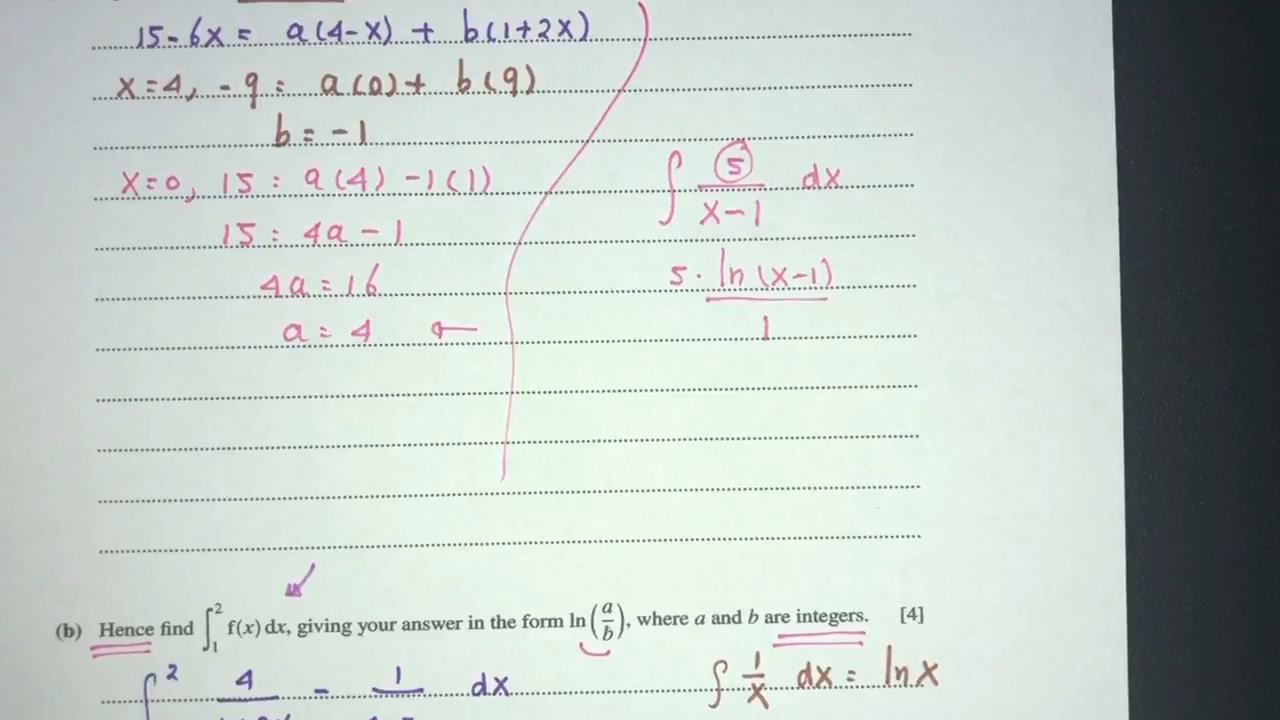 15-6x = a(4-x) + b(1+2x)
x=4, -9 = a(0) + b(9)
b = -1
x=0, 15 = a(4) -1(1)
15 = 4a - 1
4a = 16
a = 4 ←
∫ 5/(x-1) dx
5. ln(x-1)/1
(b) Hence find ∫₁² f(x) dx, giving your answer in the form ln(a/b), where a and b are integers. [4]
∫² 4 - 1 dx
∫ 1/x dx = ln x